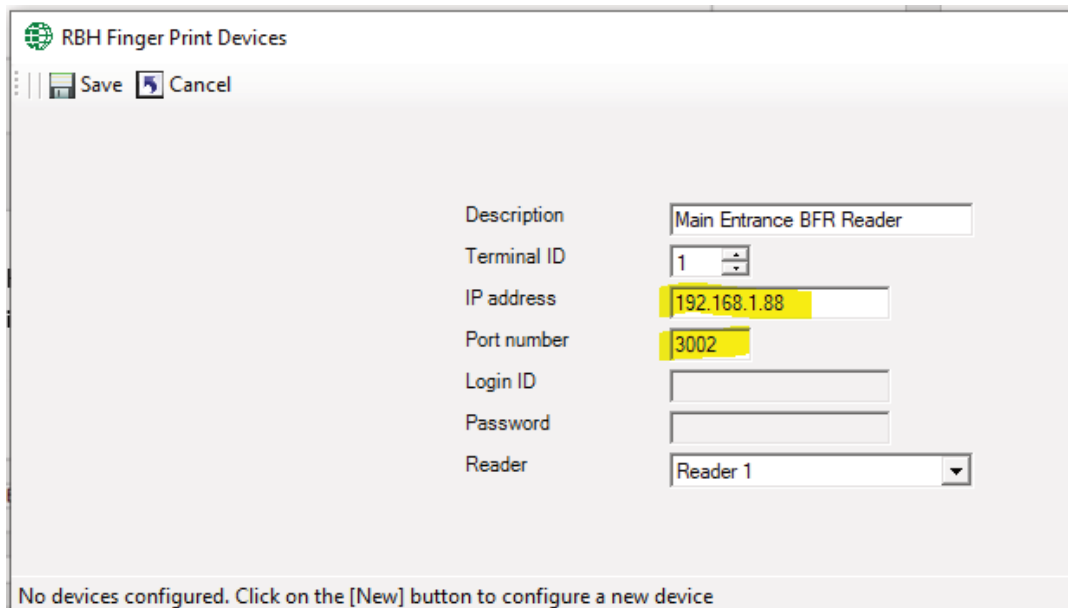 RBH Finger Print Devices
Save Cancel
Description Main Entrance BFR Reader
Terminal ID 1
IP address 192.168.1.88
Port number 3002
Login ID
Password
Reader Reader 1
No devices configured. Click on the [New] button to configure a new device